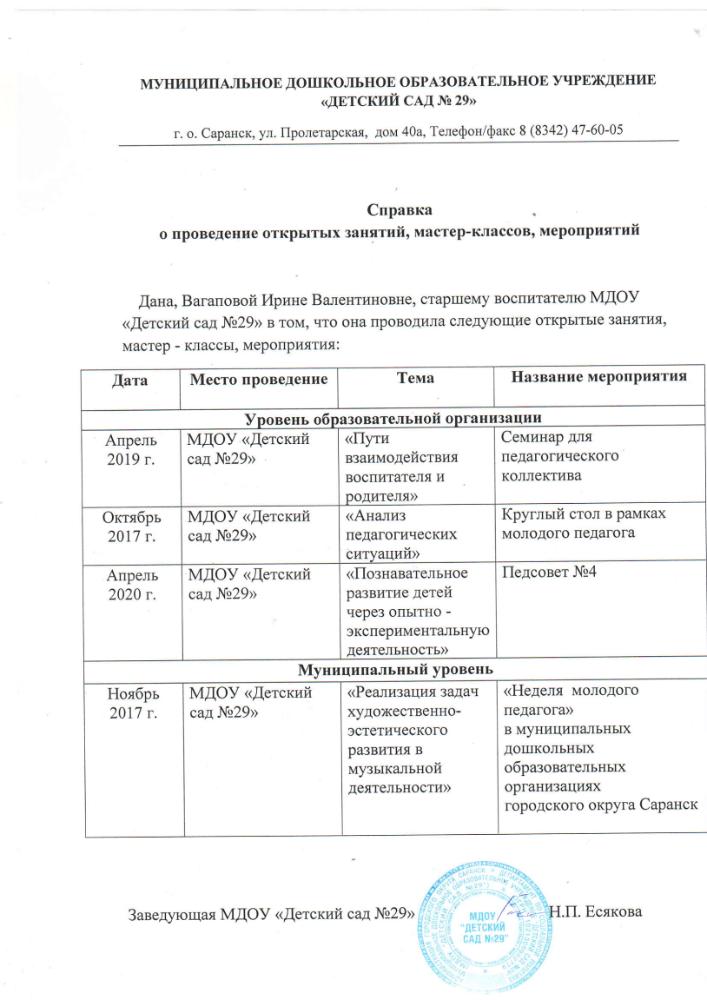 МУНИЦИПАЛЬНОЕ ДОШКОЛЬНОЕ ОБРАЗОВАТЕЛЬНОЕ УЧРЕЖДЕНИЕ
«ДЕТСКИЙ САД № 29»
г. о. Саранск, ул. Пролетарская, дом 40а, Телефон/факс 8 (8342) 47-60-05
Справка
о проведение открытых занятий, мастер-классов, мероприятий
Дана, Вагаповой Ирине Валентиновне, старшему воспитателю МДОУ
«Детский сад №29» в том, что она проводила следующие открытые занятия,
мастер - классы, мероприятия:
Дата Место проведение Тема Название мероприятия
Уровень образовательной организации
Апрель МДОУ «Детский «Пути Семинар для
2019 г. сад №29» взаимодействия педагогического
воспитателя и коллектива
родителя»
Октябрь МДОУ «Детский «Анализ Круглый стол в рамках
2017 г. сад №29» педагогических молодого педагога
ситуаций»
Апрель МДОУ «Детский «Познавательное Педсовет №4
2020 г. сад №29» развитие детей
через опытно -
экспериментальную
деятельность»
Муниципальный уровень
Ноябрь МДОУ «Детский «Реализация задач «Неделя молодого
2017 г. сад №29» художественно- педагога»
эстетического в муниципальных
развития в дошкольных
музыкальной образовательных
деятельности» организациях
городского округа Саранск
Заведующая МДОУ «Детский сад №29» Н.П. Есякова
МДОУ
"ДЕТСКИЙ
САД №29"